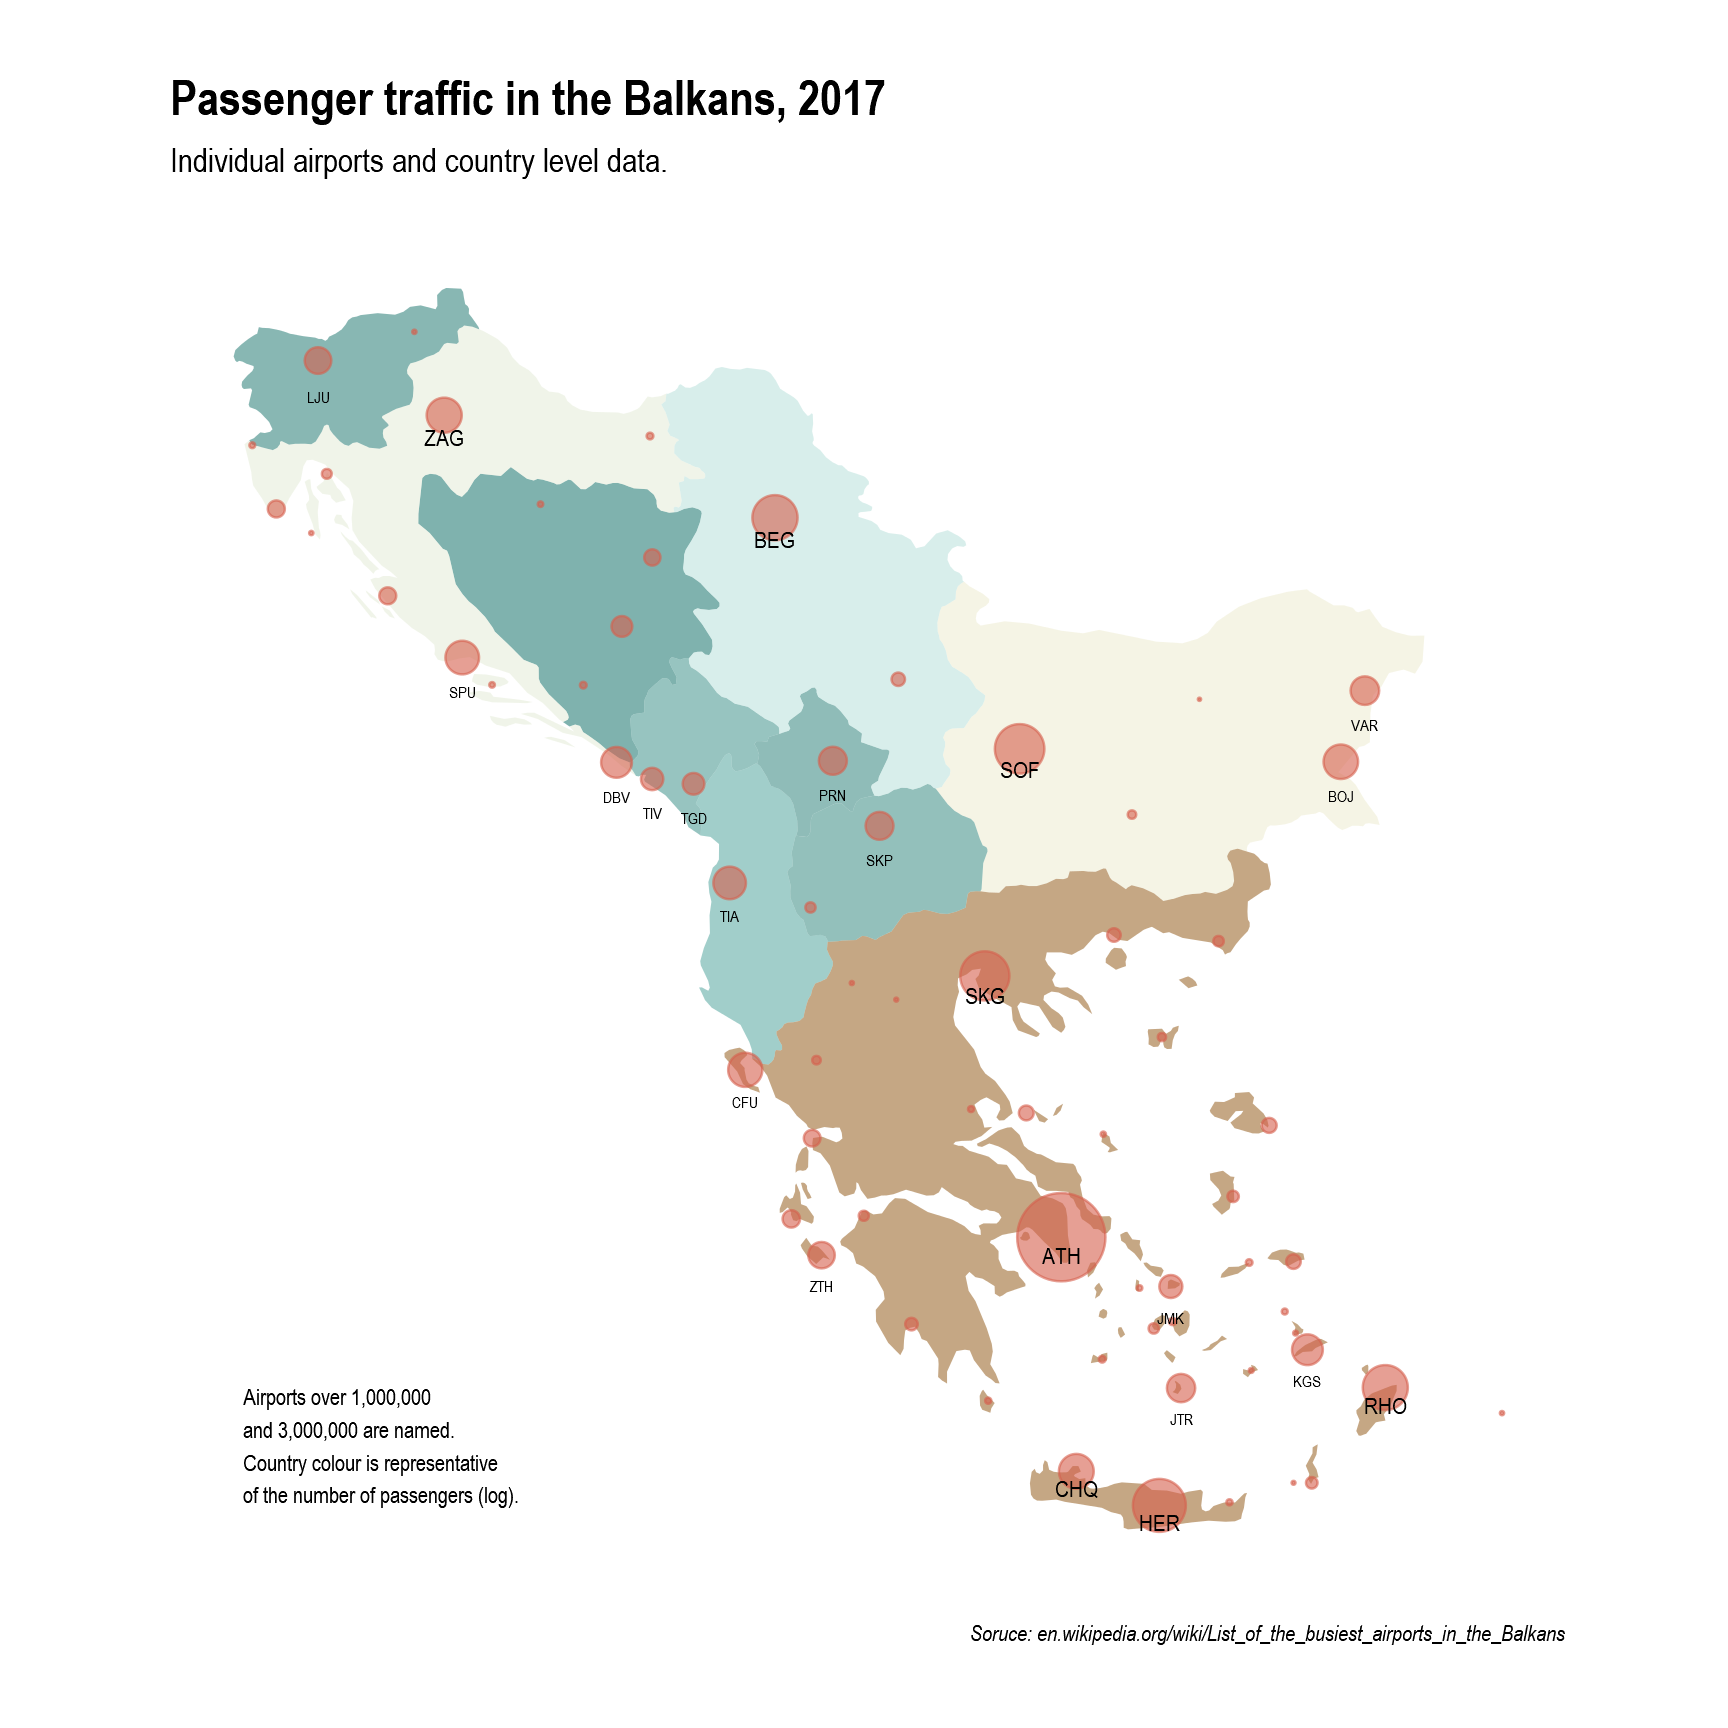 Passenger traffic in the Balkans, 2017
Individual airports and country level data.
LJU
ZAG
BEG
SPU
VAR
SOF
DBV
PRN
BOJ
TIV
TGD
SKP
TIA
SKG
CFU
ATH
ZTH
JMK
KGS
RHO
JTR
CHQ
HER
Airports over 1,000,000
and 3,000,000 are named.
Country colour is representative
of the number of passengers (log).
Soruce: en.wikipedia.org/wiki/List_of_the_busiest_airports_in_the_Balkans